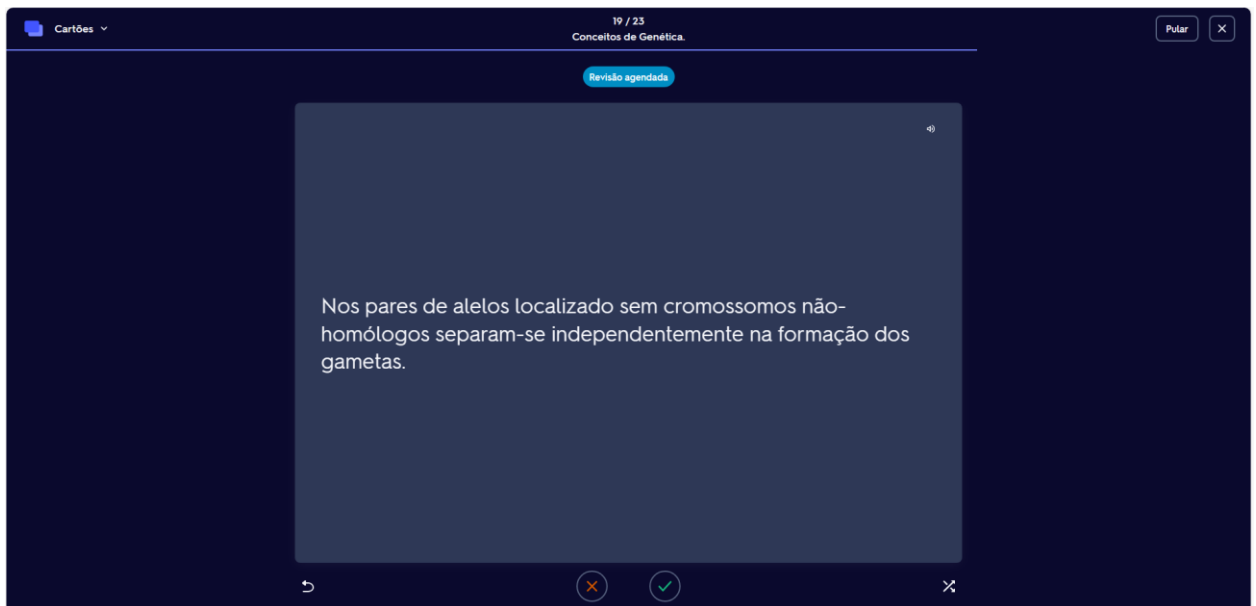 Cartões
19 / 23
Conceitos de Genética.
Pular
Revisão agendada
Nos pares de alelos localizado sem cromossomos não-
homólogos separam-se independentemente na formação dos
gametas.